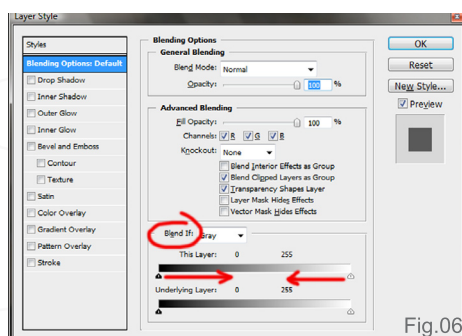 Layer Style
Styles
Blending Options: Default
Drop Shadow
Inner Shadow
Outer Glow
Inner Glow
Bevel and Emboss
Contour
Texture
Satin
Color Overlay
Gradient Overlay
Pattern Overlay
Stroke
Blending Options
General Blending
Blend Mode: Normal
Opacity: 100 %
Advanced Blending
Fill Opacity: 100 %
Channels: R G B
Knockout: None
Blend Interior Effects as Group
Blend Clipped Layers as Group
Transparency Shapes Layer
Layer Mask Hides Effects
Vector Mask Hides Effects
Blend If: Gray
This Layer: 0 255
Underlying Layer: 0 255
OK
Reset
New Style...
Preview
Fig.06